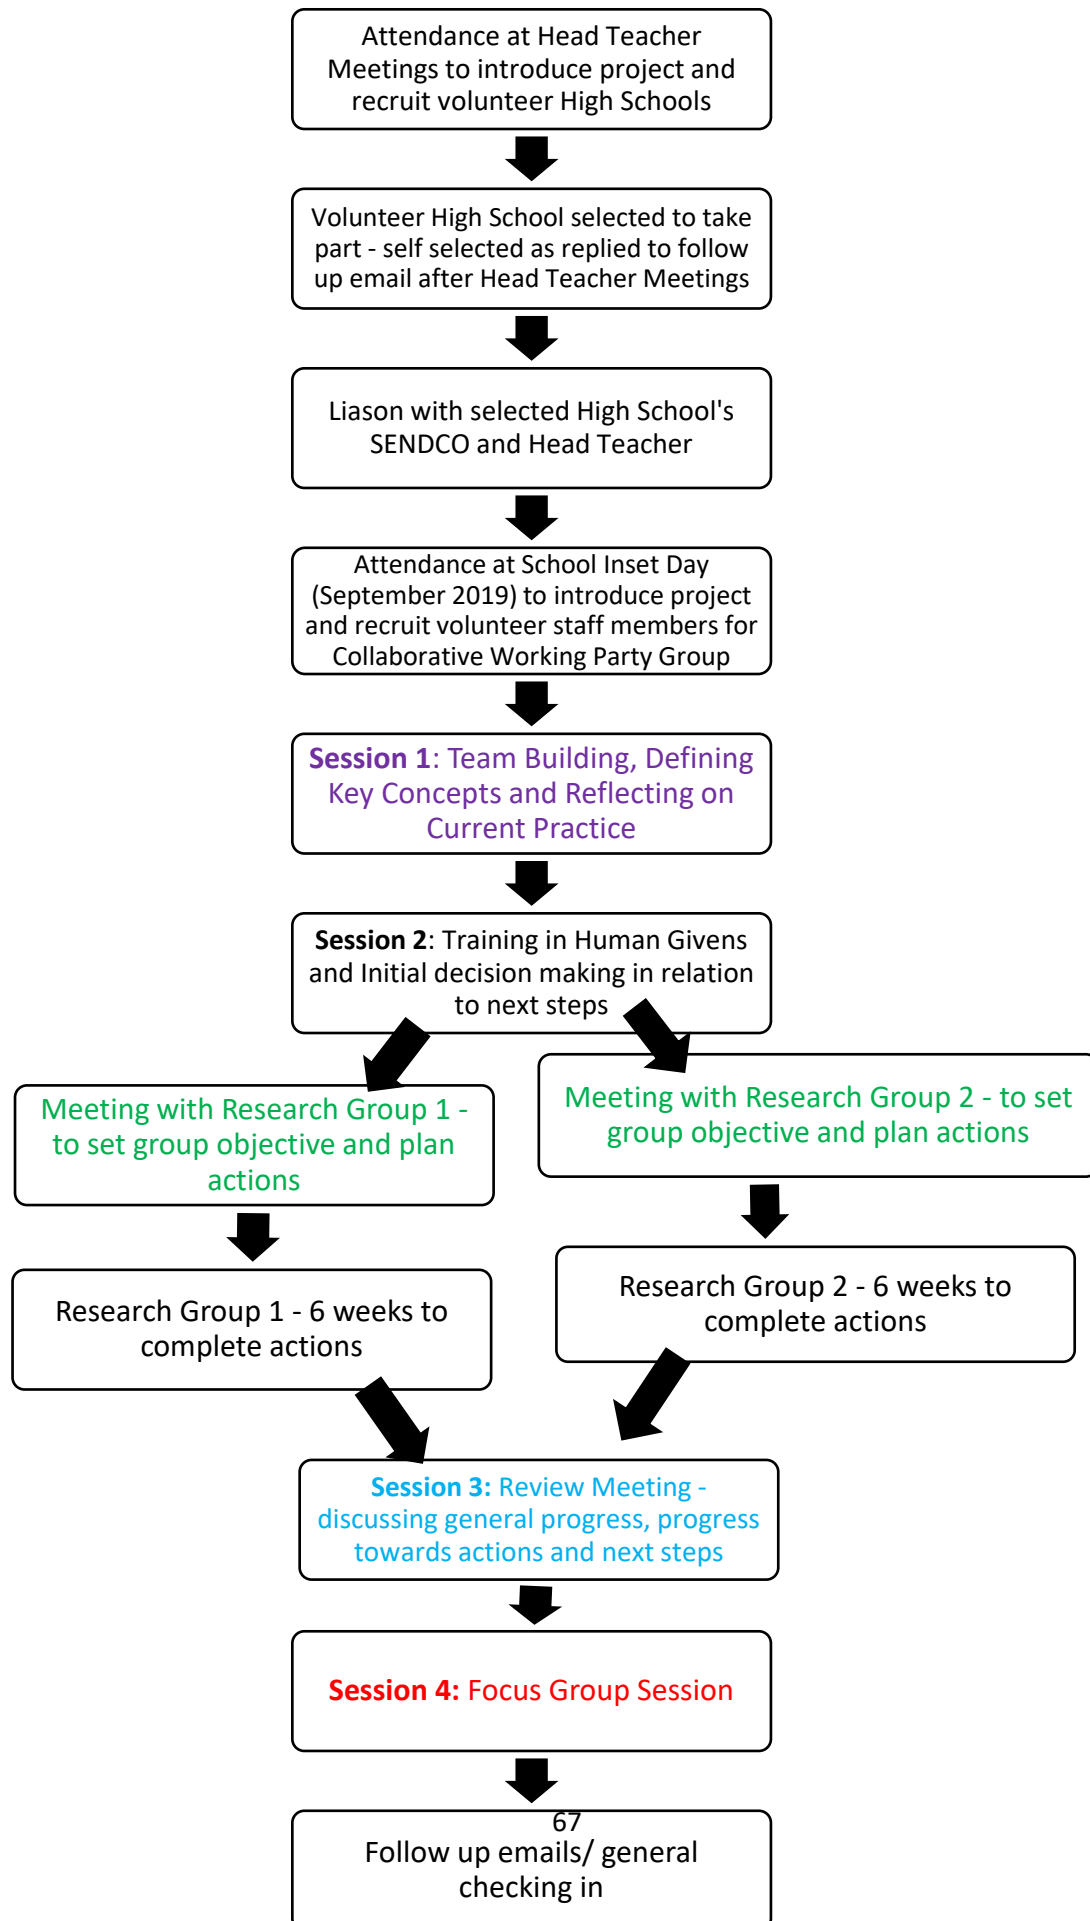 Attendance at Head Teacher
Meetings to introduce project and
recruit volunteer High Schools
Volunteer High School selected to take
part - self selected as replied to follow
up email after Head Teacher Meetings
Liason with selected High School's
SENDCO and Head Teacher
Attendance at School Inset Day
(September 2019) to introduce project
and recruit volunteer staff members for
Collaborative Working Party Group
Session 1: Team Building, Defining
Key Concepts and Reflecting on
Current Practice
Session 2: Training in Human Givens
and Initial decision making in relation
to next steps
Meeting with Research Group 1 -
to set group objective and plan
actions
Meeting with Research Group 2 - to set
group objective and plan actions
Research Group 1 - 6 weeks to
complete actions
Research Group 2 - 6 weeks to
complete actions
Session 3: Review Meeting -
discussing general progress, progress
towards actions and next steps
Session 4: Focus Group Session
67
Follow up emails/ general
checking in